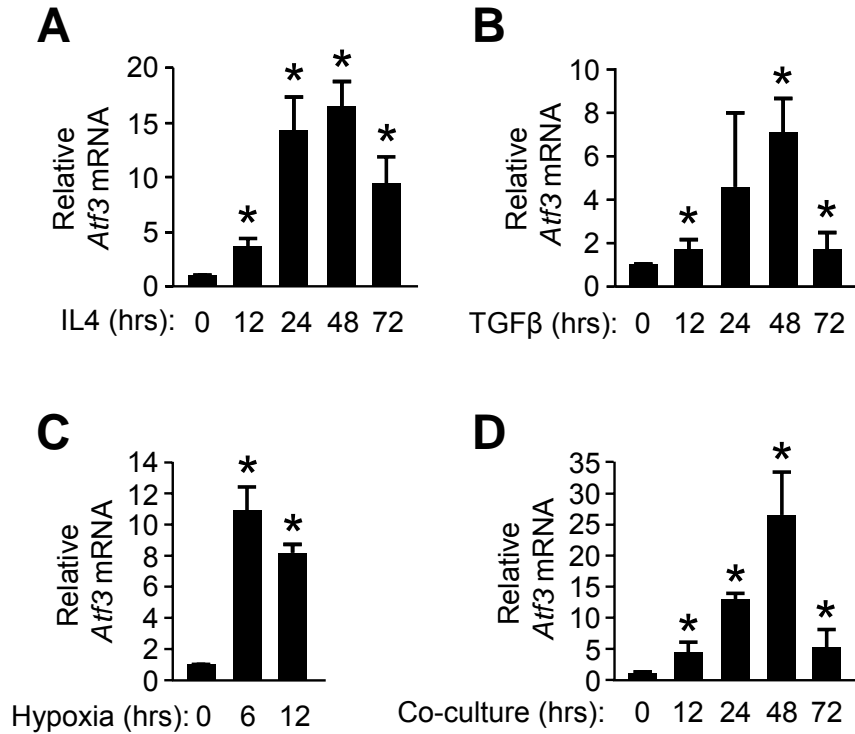 A
Relative
Atf3 mRNA
20
15
10
5
0
*
*
*
*
IL4 (hrs): 0 12 24 48 72
B
Relative
Atf3 mRNA
10
8
6
4
2
0
*
*
*
TGFβ (hrs): 0 12 24 48 72
C
Relative
Atf3 mRNA
14
12
10
8
6
4
2
0
*
*
Hypoxia (hrs): 0 6 12
D
Relative
Atf3 mRNA
35
30
25
20
15
10
5
0
*
*
*
*
Co-culture (hrs): 0 12 24 48 72